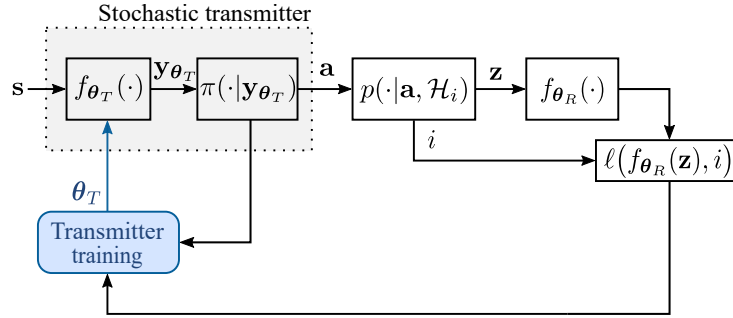 Stochastic transmitter
s
f_{θ_T}(·)
y_{θ_T}
π(·|y_{θ_T})
a
p(·|a, ℋ_i)
z
f_{θ_R}(·)
i
ℓ(f_{θ_R}(z), i)
θ_T
Transmitter
training